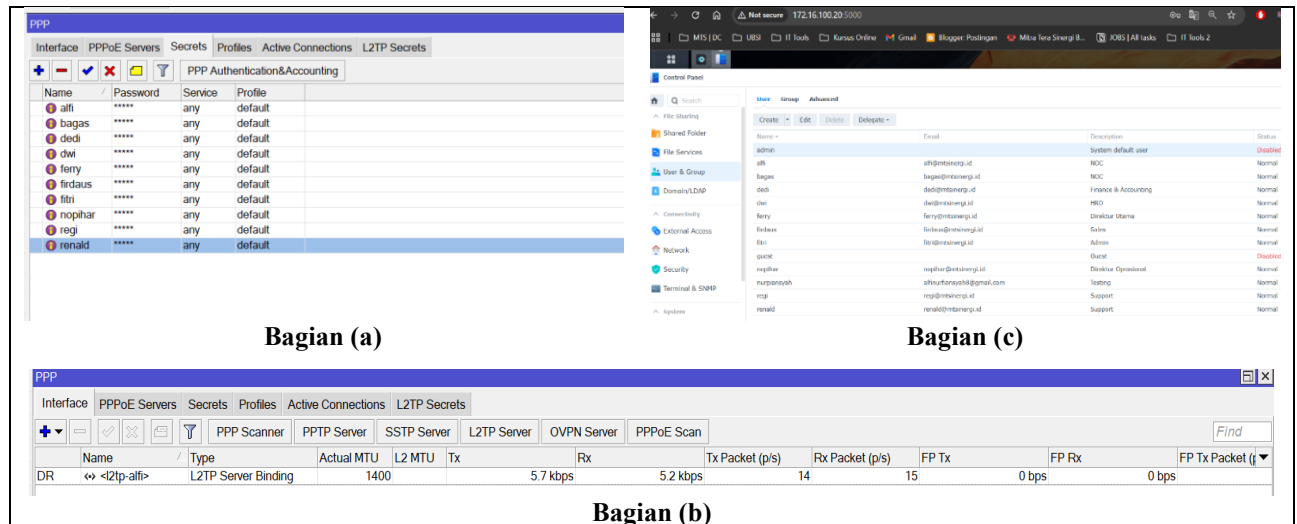 PPP
Interface PPPoE Servers Secrets Profiles Active Connections L2TP Secrets
PPP Authentication&Accounting
Name / Password Service Profile
alfi ***** any default
bagas ***** any default
dedi ***** any default
dwi ***** any default
ferry ***** any default
firdaus ***** any default
fitri ***** any default
nopihar ***** any default
regi ***** any default
renald ***** any default
Bagian (a)
Not secure 172.16.100.20:5000
MTS | DC UBSI IT Tools Kursus Online Gmail Blogger: Postingan Mitra Tera Sinergi B... JOBS | All tasks IT Tools 2
Control Panel
Search
File Sharing
Shared Folder
File Services
User & Group
Domain/LDAP
Connectivity
External Access
Network
Security
Terminal & SNMP
System
User Group Advanced
Create Edit Delete Delegate
Name Email Description Status
admin System default user Disabled
alfi alfi@mtsinergi.id NOC Normal
bagas bagas@mtsinergi.id NOC Normal
dedi dedi@mtsinergi.id Finance & Accounting Normal
dwi dwi@mtsinergi.id HRD Normal
ferry ferry@mtsinergi.id Direktur Utama Normal
firdaus firdaus@mtsinergi.id Sales Normal
fitri fitri@mtsinergi.id Admin Normal
guest Guest Disabled
nopihar nopihar@mtsinergi.id Direktur Oprasional Normal
nurpiansyah alfinurfiansyah8@gmail.com Testing Normal
regi regi@mtsinergi.id Support Normal
renald renald@mtsinergi.id Support Normal
Bagian (c)
PPP
Interface PPPoE Servers Secrets Profiles Active Connections L2TP Secrets
PPP Scanner PPTP Server SSTP Server L2TP Server OVPN Server PPPoE Scan Find
Name / Type Actual MTU L2 MTU Tx Rx Tx Packet (p/s) Rx Packet (p/s) FP Tx FP Rx FP Tx Packet (p
DR <l2tp-alfi> L2TP Server Binding 1400 5.7 kbps 5.2 kbps 14 15 0 bps 0 bps
Bagian (b)